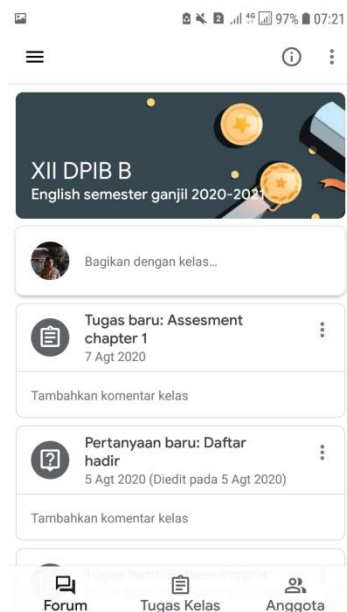 97% 07:21
XII DPIB B
English semester ganjil 2020-2021
Bagikan dengan kelas...
Tugas baru: Assesment
chapter 1
7 Agt 2020
Tambahkan komentar kelas
Pertanyaan baru: Daftar
hadir
5 Agt 2020 (Diedit pada 5 Agt 2020)
Tambahkan komentar kelas
Forum
Tugas Kelas
Anggota